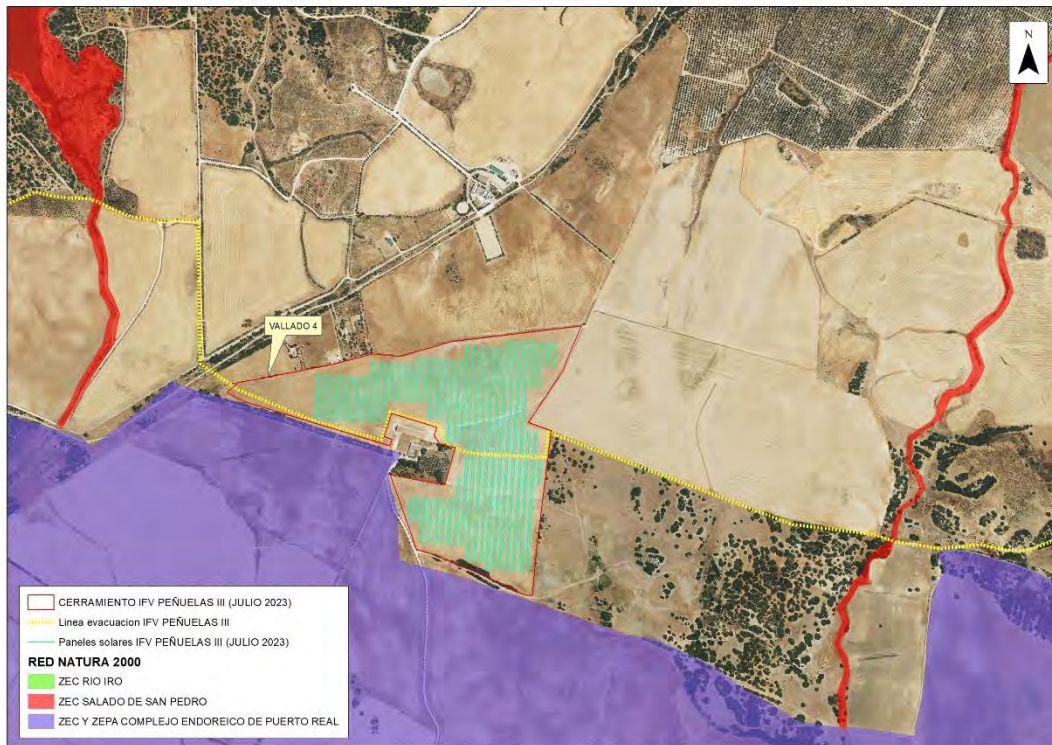 N
VALLADO 4
CERRAMIENTO IFV PEÑUELAS III (JULIO 2023)
Linea evacuacion IFV PEÑUELAS III
Paneles solares IFV PEÑUELAS III (JULIO 2023)
RED NATURA 2000
ZEC RIO IRO
ZEC SALADO DE SAN PEDRO
ZEC Y ZEPA COMPLEJO ENDOREICO DE PUERTO REAL